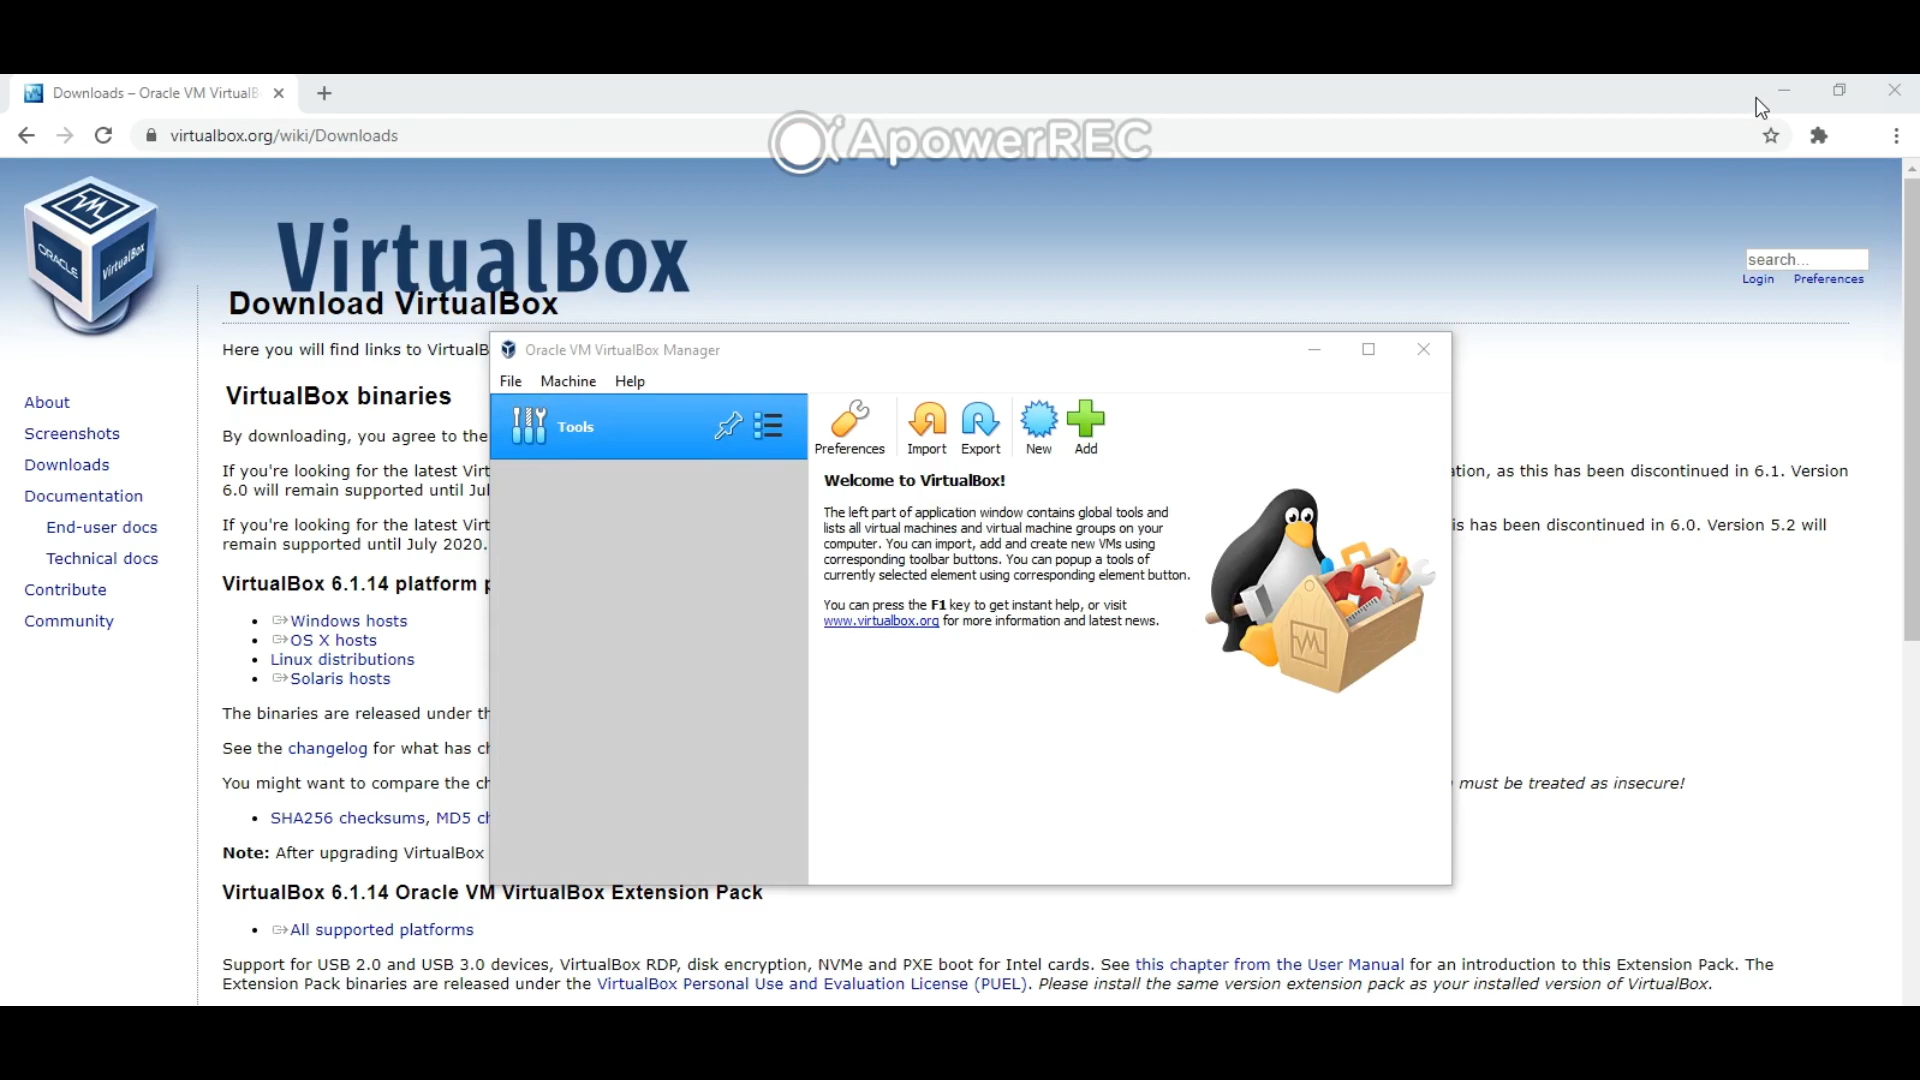 Downloads – Oracle VM VirtualB
virtualbox.org/wiki/Downloads
ApowerREC
ORACLE
VirtualBox
VirtualBox
search...
Login Preferences
Download VirtualBox
Here you will find links to VirtualB
About
Screenshots
Downloads
Documentation
End-user docs
Technical docs
Contribute
Community
VirtualBox binaries
By downloading, you agree to the
If you're looking for the latest Virt
ation, as this has been discontinued in 6.1. Version
6.0 will remain supported until Jul
If you're looking for the latest Virt
is has been discontinued in 6.0. Version 5.2 will
remain supported until July 2020.
VirtualBox 6.1.14 platform p
Windows hosts
OS X hosts
Linux distributions
Solaris hosts
The binaries are released under th
See the changelog for what has ch
You might want to compare the ch
must be treated as insecure!
SHA256 checksums, MD5 ch
Note: After upgrading VirtualBox
VirtualBox 6.1.14 Oracle VM VirtualBox Extension Pack
All supported platforms
Support for USB 2.0 and USB 3.0 devices, VirtualBox RDP, disk encryption, NVMe and PXE boot for Intel cards. See this chapter from the User Manual for an introduction to this Extension Pack. The
Extension Pack binaries are released under the VirtualBox Personal Use and Evaluation License (PUEL). Please install the same version extension pack as your installed version of VirtualBox.
Oracle VM VirtualBox Manager
File Machine Help
Tools
Preferences Import Export New Add
Welcome to VirtualBox!
The left part of application window contains global tools and
lists all virtual machines and virtual machine groups on your
computer. You can import, add and create new VMs using
corresponding toolbar buttons. You can popup a tools of
currently selected element using corresponding element button.
You can press the F1 key to get instant help, or visit
www.virtualbox.org for more information and latest news.